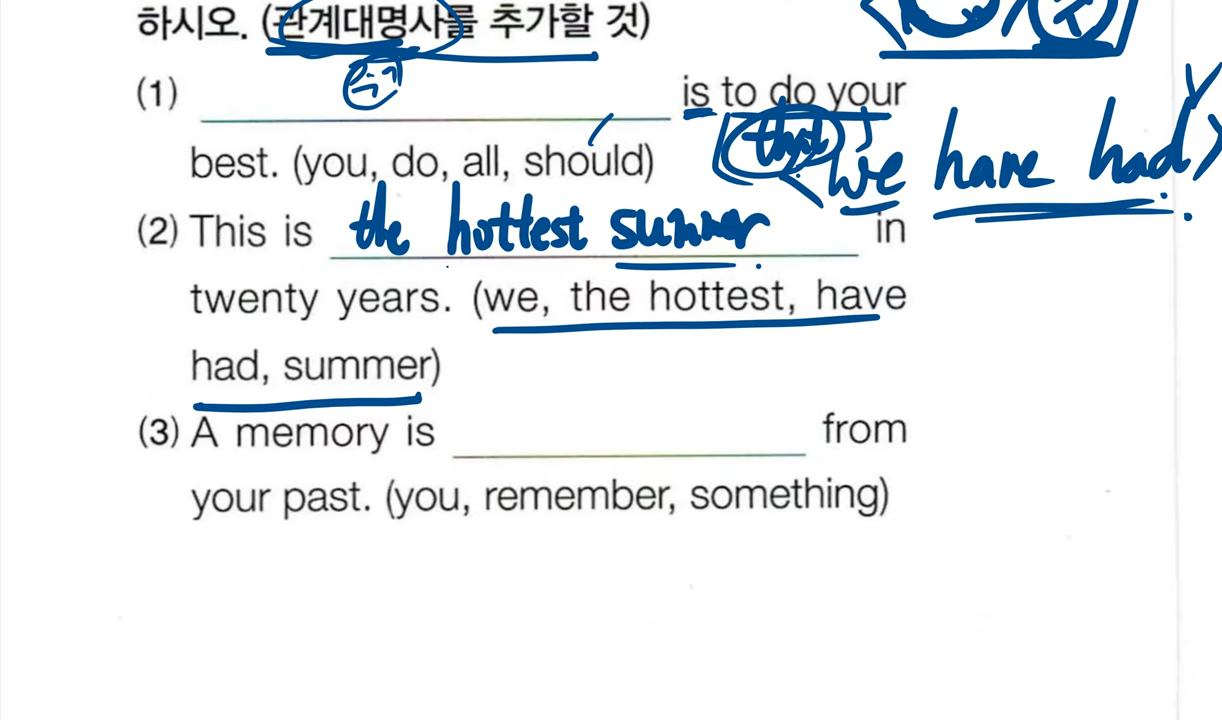 하시오. (관계대명사를 추가할 것)
(1) ____ is to do your
that we have had
best. (you, do, all, should)
(2) This is the hottest summer in
twenty years. (we, the hottest, have
had, summer)
(3) A memory is ____ from
your past. (you, remember, something)